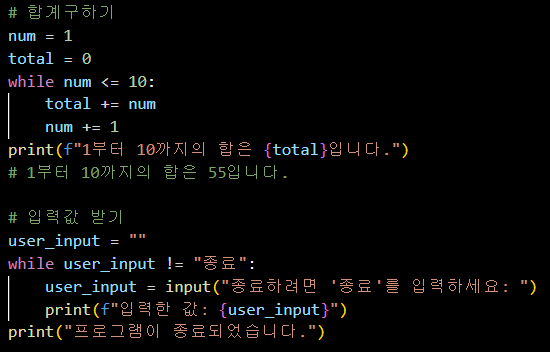 # 합계구하기
num = 1
total = 0
while num <= 10:
    total += num
    num += 1
print(f"1부터 10까지의 합은 {total}입니다.")
# 1부터 10까지의 합은 55입니다.

# 입력값 받기
user_input = ""
while user_input != "종료":
    user_input = input("종료하려면 '종료'를 입력하세요: ")
    print(f"입력한 값: {user_input}")
print("프로그램이 종료되었습니다.")